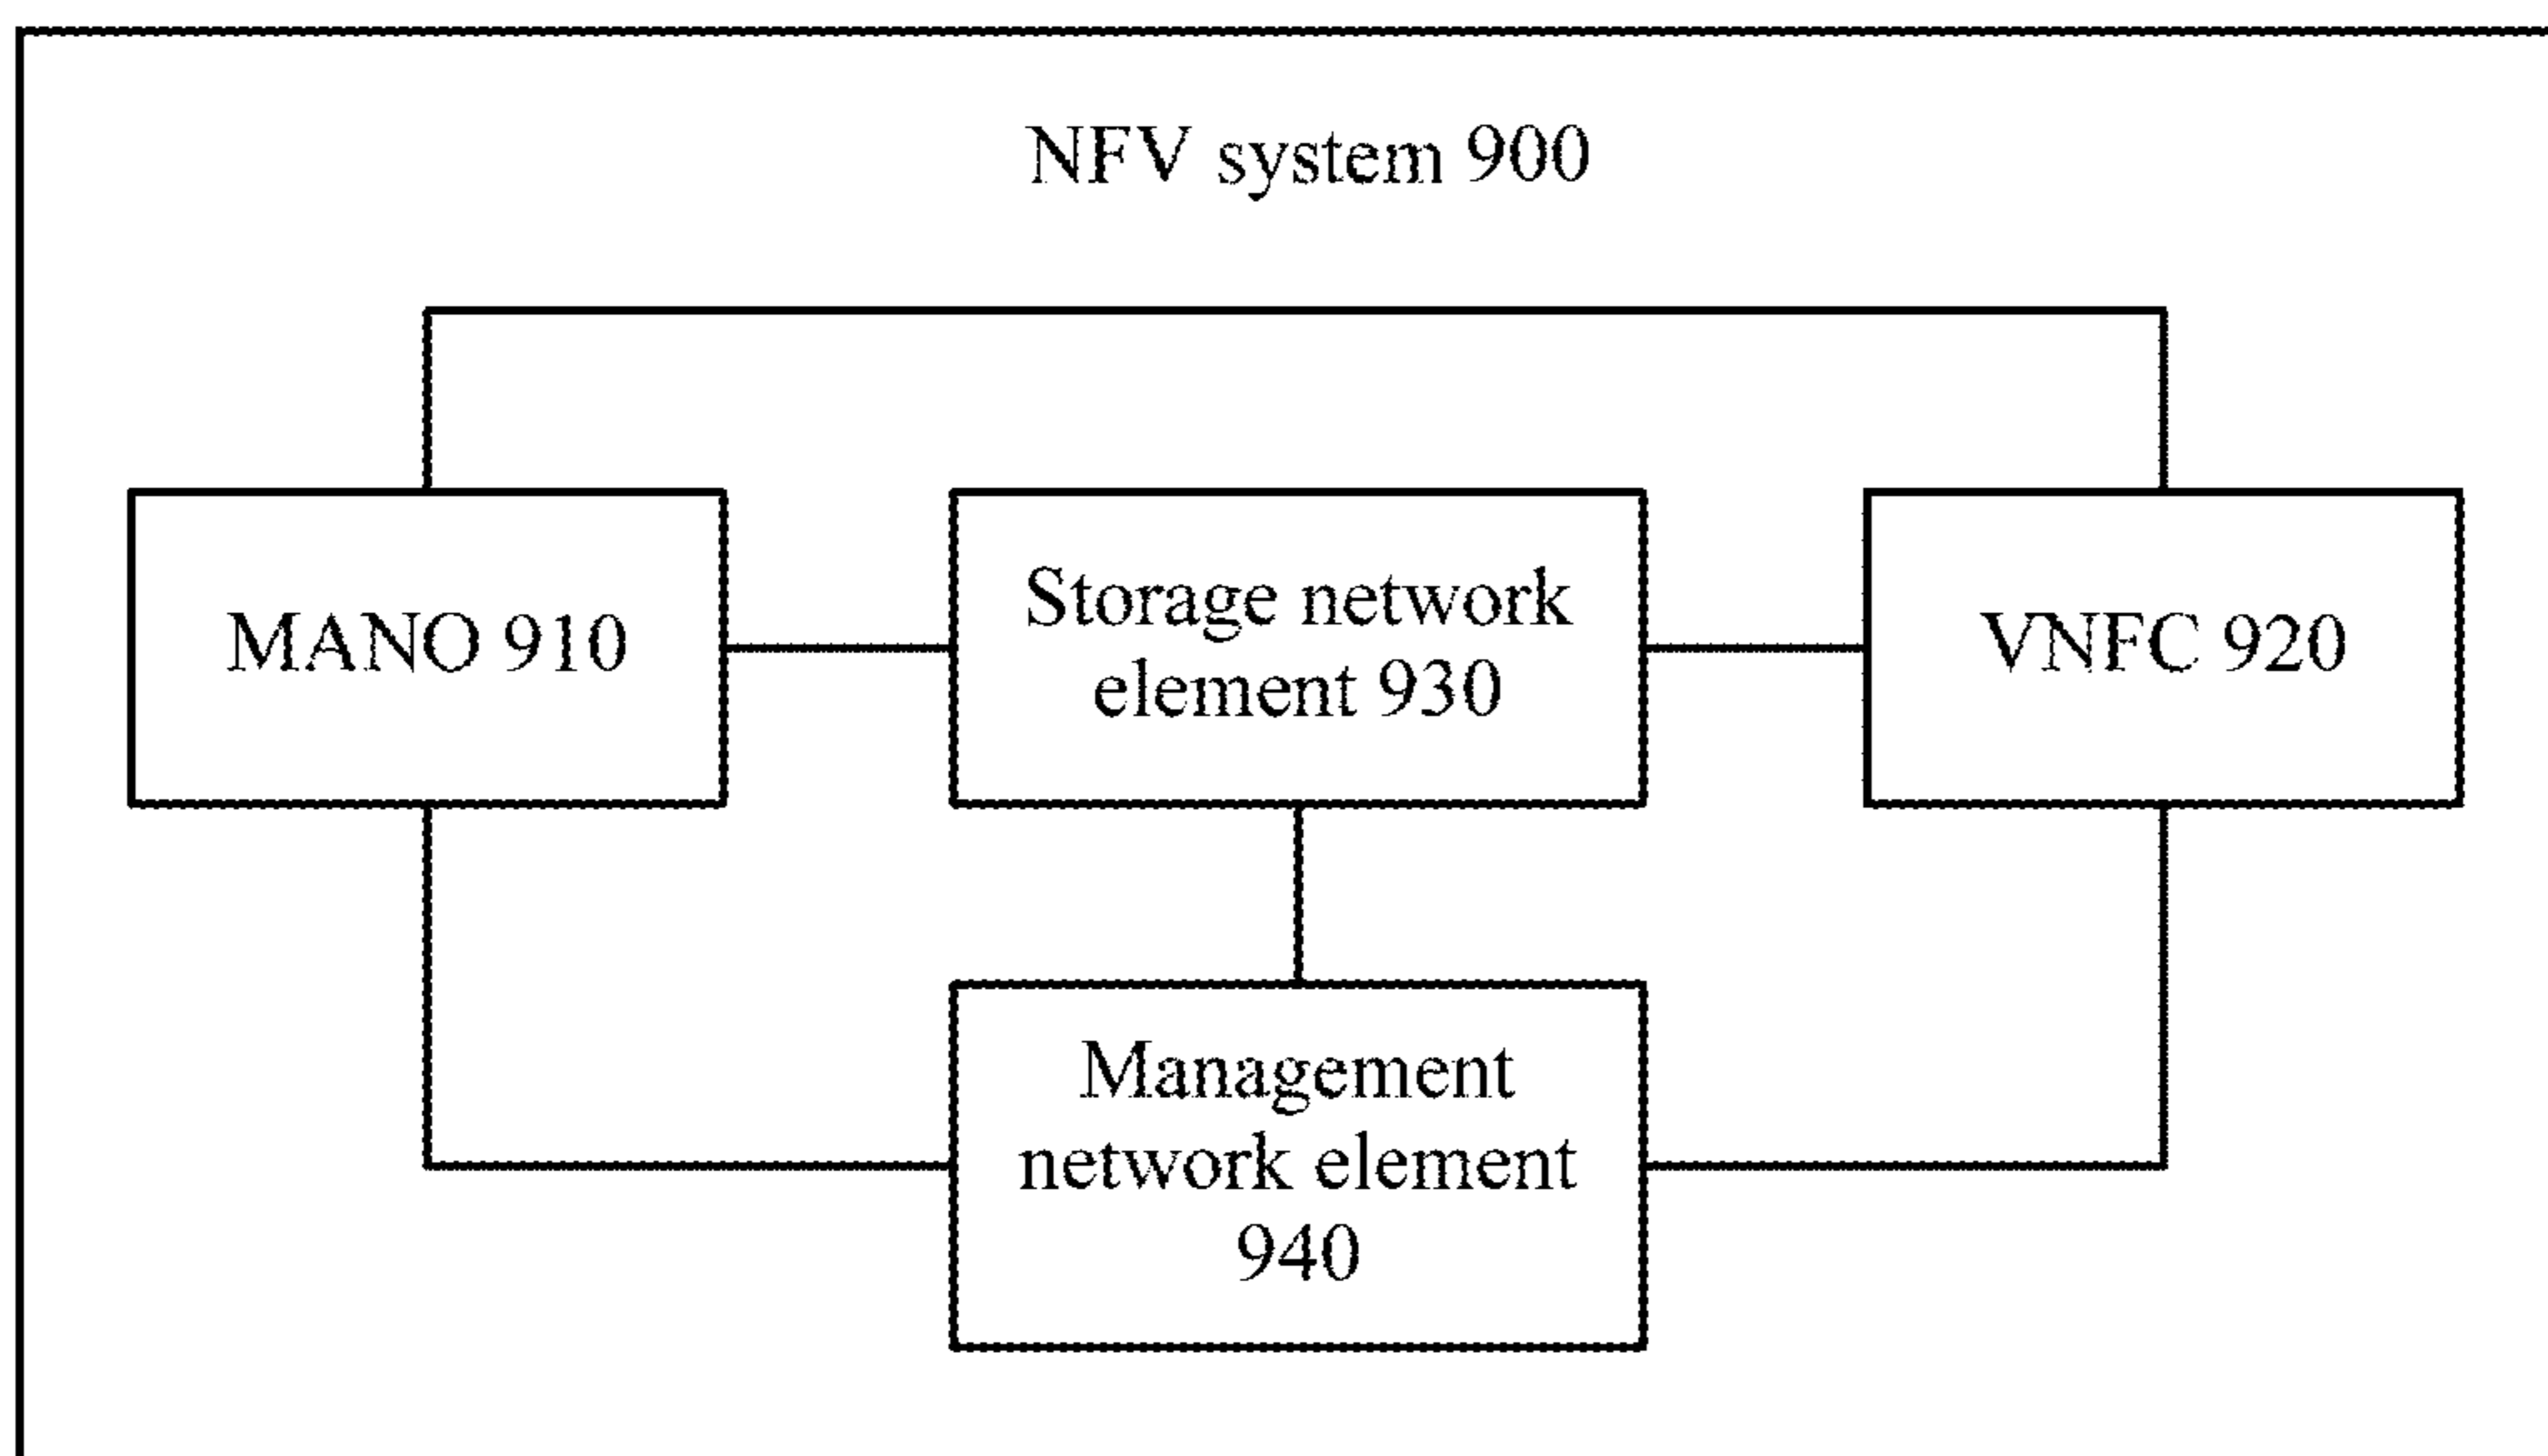 NFV system 900
MANO 910
Storage network
element 930
VNFC 920
Management
network element
940